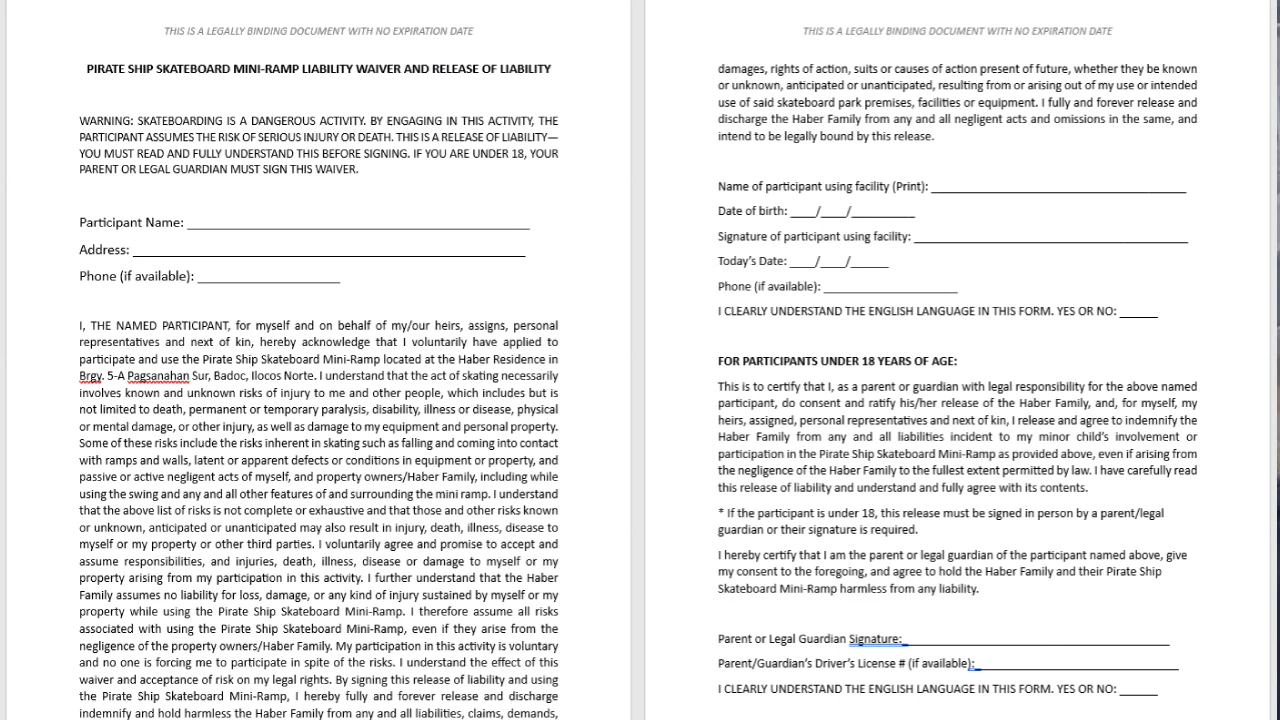 THIS IS A LEGALLY BINDING DOCUMENT WITH NO EXPIRATION DATE
PIRATE SHIP SKATEBOARD MINI-RAMP LIABILITY WAIVER AND RELEASE OF LIABILITY
WARNING: SKATEBOARDING IS A DANGEROUS ACTIVITY. BY ENGAGING IN THIS ACTIVITY, THE
PARTICIPANT ASSUMES THE RISK OF SERIOUS INJURY OR DEATH. THIS IS A RELEASE OF LIABILITY—
YOU MUST READ AND FULLY UNDERSTAND THIS BEFORE SIGNING. IF YOU ARE UNDER 18, YOUR
PARENT OR LEGAL GUARDIAN MUST SIGN THIS WAIVER.
Participant Name: ____________________
Address: ____________________
Phone (if available): ____________________
I, THE NAMED PARTICIPANT, for myself and on behalf of my/our heirs, assigns, personal
representatives and next of kin, hereby acknowledge that I voluntarily have applied to
participate and use the Pirate Ship Skateboard Mini-Ramp located at the Haber Residence in
Brgy. 5-A Pagsanahan Sur, Badoc, Ilocos Norte. I understand that the act of skating necessarily
involves known and unknown risks of injury to me and other people, which includes but is
not limited to death, permanent or temporary paralysis, disability, illness or disease, physical
or mental damage, or other injury, as well as damage to my equipment and personal property.
Some of these risks include the risks inherent in skating such as falling and coming into contact
with ramps and walls, latent or apparent defects or conditions in equipment or property, and
passive or active negligent acts of myself, and property owners/Haber Family, including while
using the swing and any and all other features of and surrounding the mini ramp. I understand
that the above list of risks is not complete or exhaustive and that those and other risks known
or unknown, anticipated or unanticipated may also result in injury, death, illness, disease to
myself or my property or other third parties. I voluntarily agree and promise to accept and
assume responsibilities, and injuries, death, illness, disease or damage to myself or my
property arising from my participation in this activity. I further understand that the Haber
Family assumes no liability for loss, damage, or any kind of injury sustained by myself or my
property while using the Pirate Ship Skateboard Mini-Ramp. I therefore assume all risks
associated with using the Pirate Ship Skateboard Mini-Ramp, even if they arise from the
negligence of the property owners/Haber Family. My participation in this activity is voluntary
and no one is forcing me to participate in spite of the risks. I understand the effect of this
waiver and acceptance of risk on my legal rights. By signing this release of liability and using
the Pirate Ship Skateboard Mini-Ramp, I hereby fully and forever release and discharge
indemnify and hold harmless the Haber Family from any and all liabilities, claims, demands,
THIS IS A LEGALLY BINDING DOCUMENT WITH NO EXPIRATION DATE
damages, rights of action, suits or causes of action present of future, whether they be known
or unknown, anticipated or unanticipated, resulting from or arising out of my use or intended
use of said skateboard park premises, facilities or equipment. I fully and forever release and
discharge the Haber Family from any and all negligent acts and omissions in the same, and
intend to be legally bound by this release.
Name of participant using facility (Print): ____________________
Date of birth: ____/____/__________
Signature of participant using facility: ____________________
Today's Date: ____/____/______
Phone (if available): ____________________
I CLEARLY UNDERSTAND THE ENGLISH LANGUAGE IN THIS FORM. YES OR NO: ______
FOR PARTICIPANTS UNDER 18 YEARS OF AGE:
This is to certify that I, as a parent or guardian with legal responsibility for the above named
participant, do consent and ratify his/her release of the Haber Family, and, for myself, my
heirs, assigned, personal representatives and next of kin, I release and agree to indemnify the
Haber Family from any and all liabilities incident to my minor child's involvement or
participation in the Pirate Ship Skateboard Mini-Ramp as provided above, even if arising from
the negligence of the Haber Family to the fullest extent permitted by law. I have carefully read
this release of liability and understand and fully agree with its contents.
* If the participant is under 18, this release must be signed in person by a parent/legal
guardian or their signature is required.
I hereby certify that I am the parent or legal guardian of the participant named above, give
my consent to the foregoing, and agree to hold the Haber Family and their Pirate Ship
Skateboard Mini-Ramp harmless from any liability.
Parent or Legal Guardian Signature:____________________
Parent/Guardian's Driver's License # (if available):____________________
I CLEARLY UNDERSTAND THE ENGLISH LANGUAGE IN THIS FORM. YES OR NO: ______